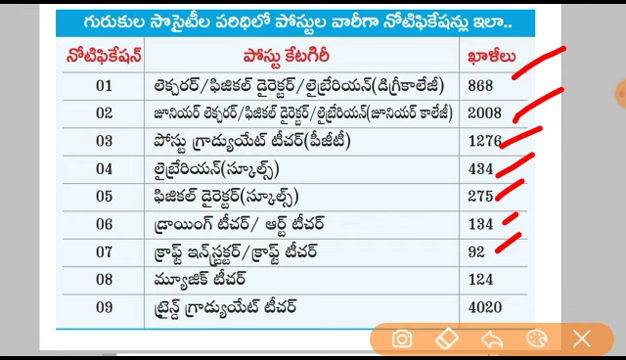 గురుకుల సొసైటీల పరిధిలో పోస్టుల వారీగా నోటిఫికేషన్లు ఇలా..
నోటిఫికేషన్ పోస్టు కేటగిరీ ఖాళీలు
01 లెక్చరర్/ఫిజికల్ డైరెక్టర్/లైబ్రేరియన్(డిగ్రీకాలేజీ) 868
02 జూనియర్ లెక్చరర్/ఫిజికల్ డైరెక్టర్/లైబ్రేరియన్(జూనియర్ కాలేజీ) 2008
03 పోస్టు గ్రాడ్యుయేట్ టీచర్(పీజీటీ) 1276
04 లైబ్రేరియన్(స్కూల్స్) 434
05 ఫిజికల్ డైరెక్టర్(స్కూల్స్) 275
06 డ్రాయింగ్ టీచర్/ ఆర్ట్ టీచర్ 134
07 క్రాఫ్ట్ ఇన్‌స్ట్రక్టర్/క్రాఫ్ట్ టీచర్ 92
08 మ్యూజిక్ టీచర్ 124
09 ట్రైన్డ్ గ్రాడ్యుయేట్ టీచర్ 4020